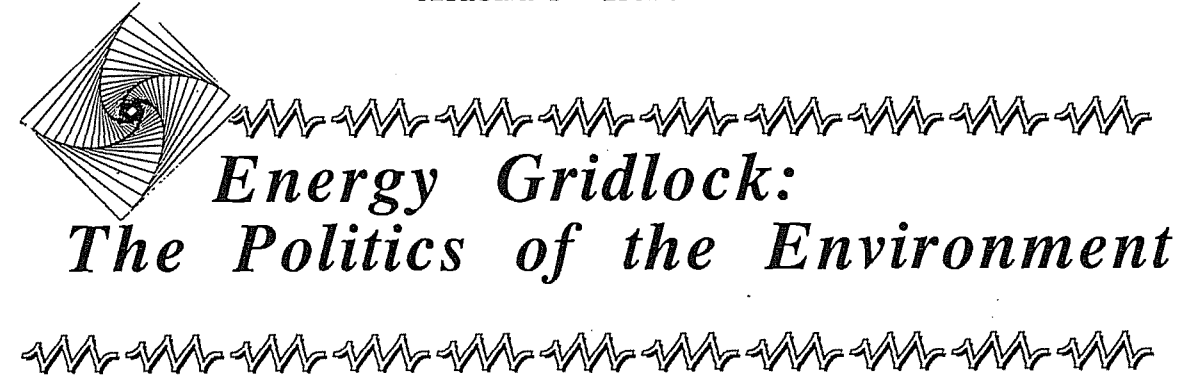 Energy Gridlock:
The Politics of the Environment